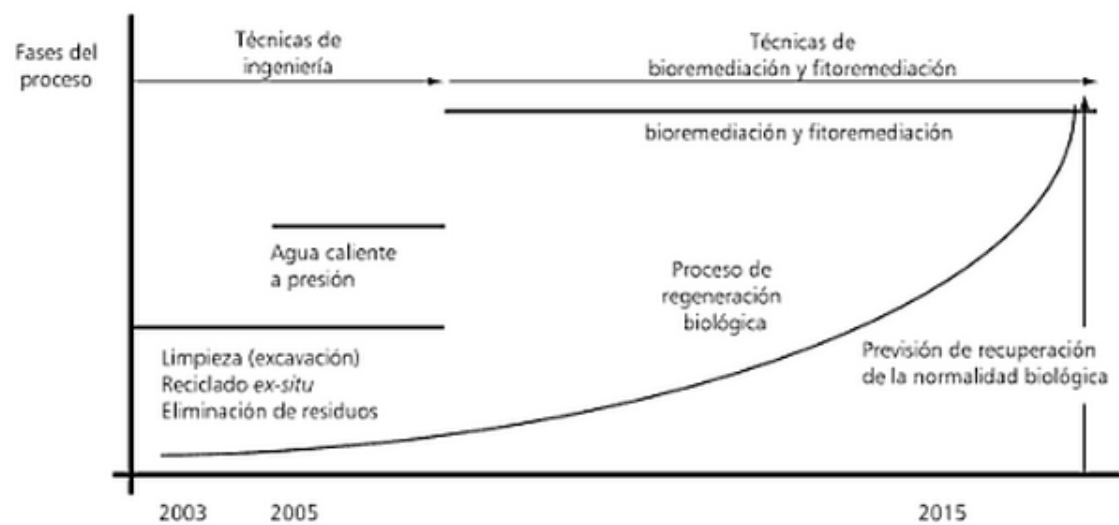 Fases del
proceso
Técnicas de
ingeniería
Técnicas de
bioremediación y fitoremediación
bioremediación y fitoremediación
Agua caliente
a presión
Proceso de
regeneración
biológica
Limpieza (excavación)
Reciclado ex-situ
Eliminación de residuos
Previsión de recuperación
de la normalidad biológica
2003
2005
2015